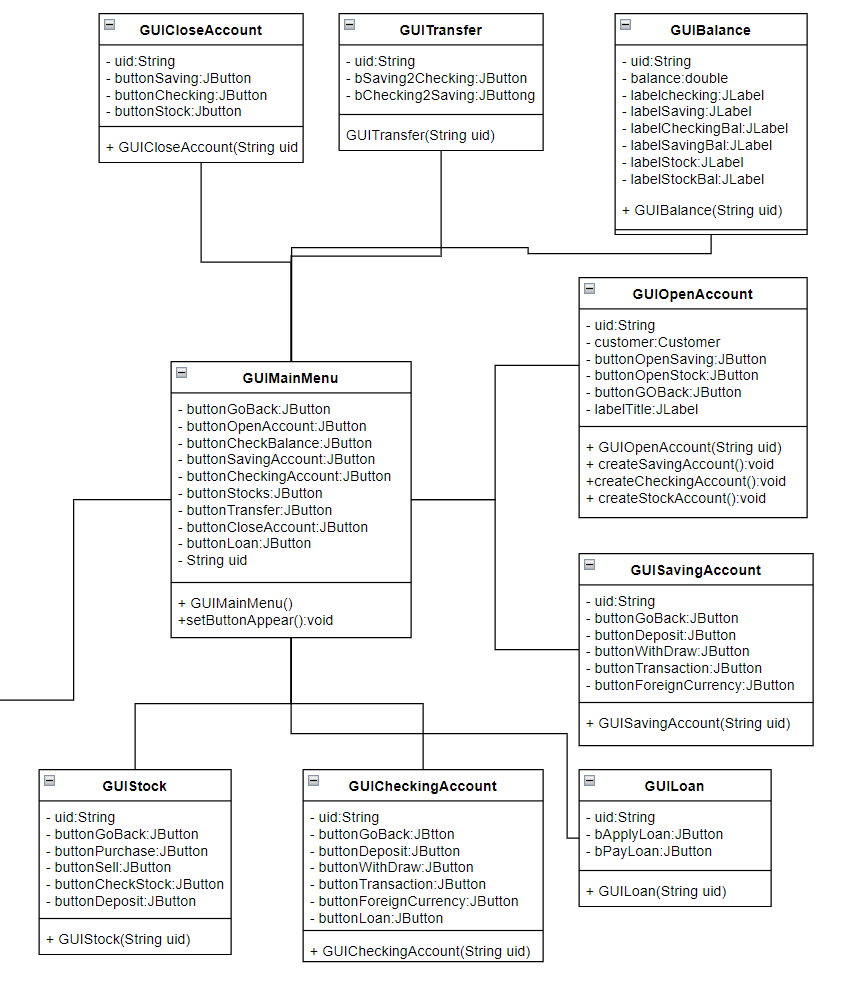 GUICloseAccount
- uid:String
- buttonSaving:JButton
- buttonChecking:JButton
- buttonStock:Jbutton
+ GUICloseAccount(String uid
GUITransfer
- uid:String
- bSaving2Checking:JButton
- bChecking2Saving:JButtong
GUITransfer(String uid)
GUIBalance
- uid:String
- balance:double
- labelchecking:JLabel
- labelSaving:JLabel
- labelCheckingBal:JLabel
- labelSavingBal:JLabel
- labelStock:JLabel
- labelStockBal:JLabel
+ GUIBalance(String uid)
GUIOpenAccount
- uid:String
- customer:Customer
- buttonOpenSaving:JButton
- buttonOpenStock:JButton
- buttonGOBack:JButton
- labelTitle:JLabel
+ GUIOpenAccount(String uid)
+ createSavingAccount():void
+createCheckingAccount():void
+ createStockAccount():void
GUIMainMenu
- buttonGoBack:JButton
- buttonOpenAccount:JButton
- buttonCheckBalance:JButton
- buttonSavingAccount:JButton
- buttonCheckingAccount:JButton
- buttonStocks:JButton
- buttonTransfer:JButton
- buttonCloseAccount:JButton
- buttonLoan:JButton
- String uid
+ GUIMainMenu()
+setButtonAppear():void
GUISavingAccount
- uid:String
- buttonGoBack:JButton
- buttonDeposit:JButton
- buttonWithDraw:JButton
- buttonTransaction:JButton
- buttonForeignCurrency:JButton
+ GUISavingAccount(String uid)
GUIStock
- uid:String
- buttonGoBack:JButton
- buttonPurchase:JButton
- buttonSell:JButton
- buttonCheckStock:JButton
- buttonDeposit:JButton
+ GUIStock(String uid)
GUICheckingAccount
- uid:String
- buttonGoBack:JBtton
- buttonDeposit:JButton
- buttonWithDraw:JButton
- buttonTransaction:JButton
- buttonForeignCurrency:JButton
- buttonLoan:JButton
+ GUICheckingAccount(String uid)
GUILoan
- uid:String
- bApplyLoan:JButton
- bPayLoan:JButton
+ GUILoan(String uid)